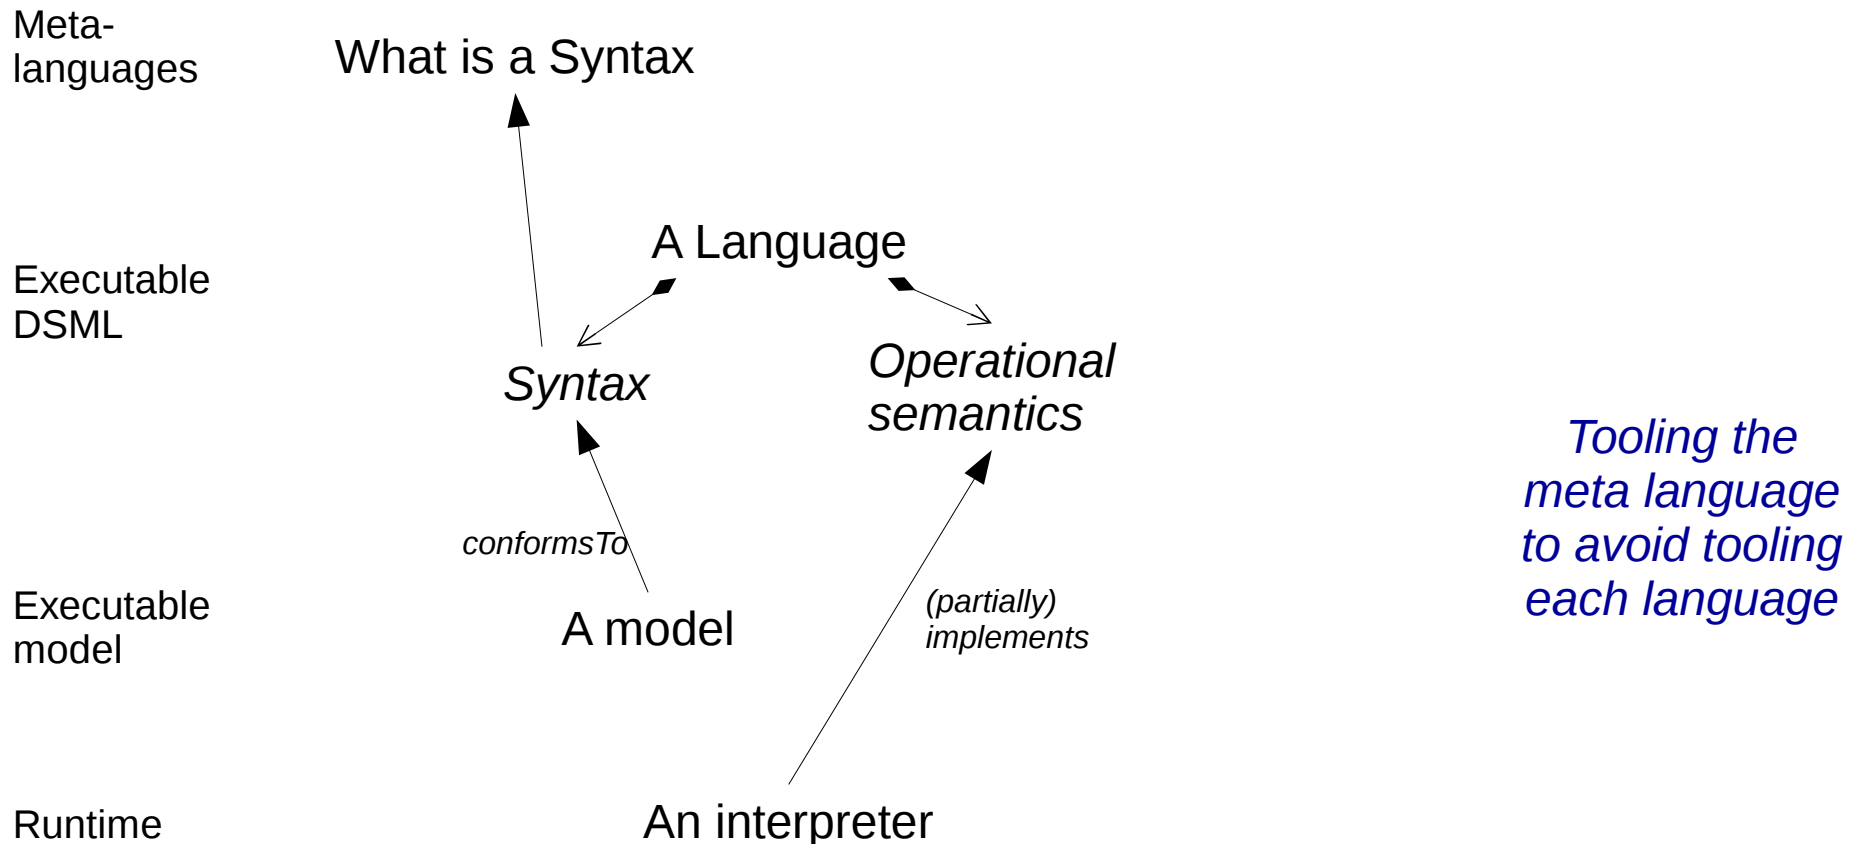 Meta-
languages
What is a Syntax
A Language
Executable
DSML
Syntax
Operational
semantics
Tooling the
meta language
to avoid tooling
each language
conformsTo
Executable
model
A model
(partially)
implements
Runtime
An interpreter